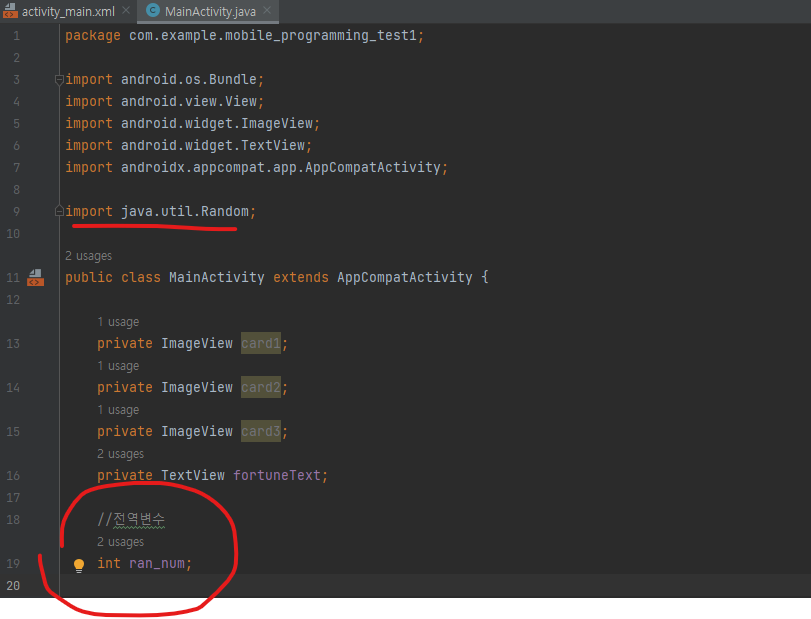 activity_main.xml MainActivity.java
1 package com.example.mobile_programming_test1;
2
3 import android.os.Bundle;
4 import android.view.View;
5 import android.widget.ImageView;
6 import android.widget.TextView;
7 import androidx.appcompat.app.AppCompatActivity;
8
9 import java.util.Random;
10
2 usages
11 public class MainActivity extends AppCompatActivity {
12
1 usage
13 private ImageView card1;
1 usage
14 private ImageView card2;
1 usage
15 private ImageView card3;
2 usages
16 private TextView fortuneText;
17
18 //전역변수
2 usages
19 int ran_num;
20